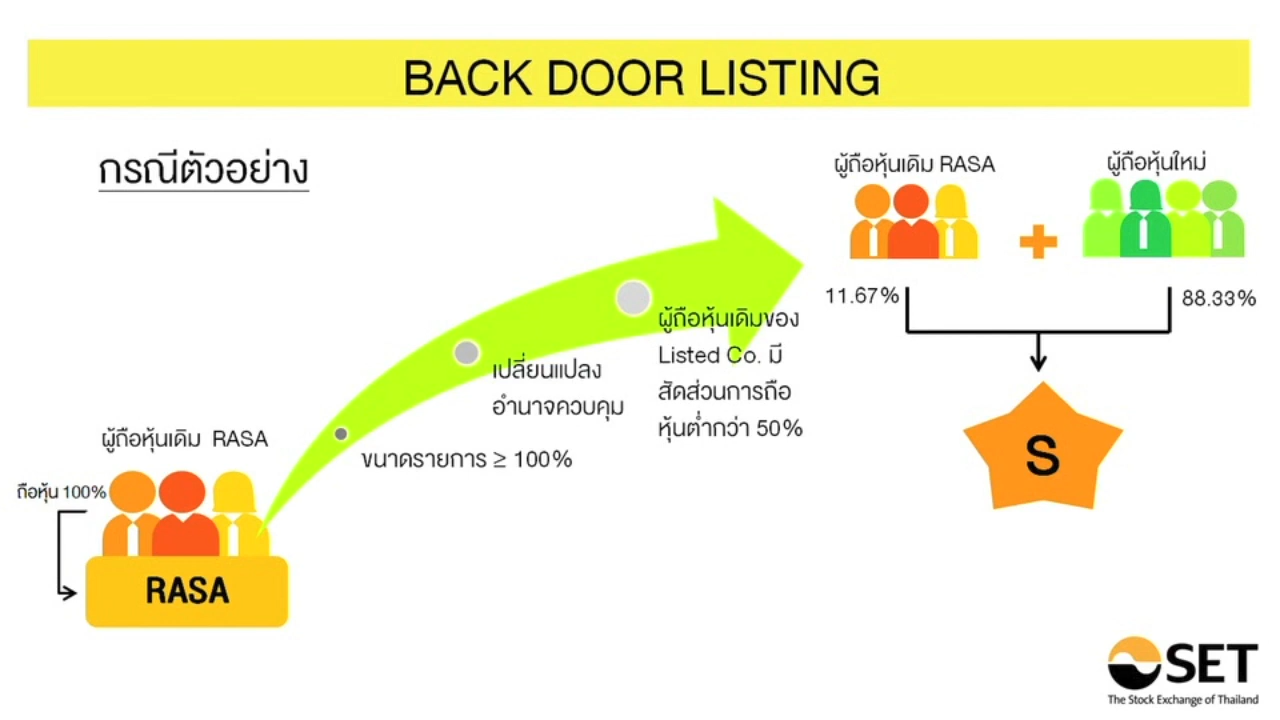 BACK DOOR LISTING
กรณีตัวอย่าง
ผู้ถือหุ้นเดิม RASA
ผู้ถือหุ้นใหม่
11.67%
88.33%
S
ผู้ถือหุ้นเดิมของ
Listed Co. มี
สัดส่วนการถือ
หุ้นต่ำกว่า 50%
เปลี่ยนแปลง
อำนาจควบคุม
ขนาดรายการ ≥ 100%
ผู้ถือหุ้นเดิม RASA
ถือหุ้น 100%
RASA
SET
The Stock Exchange of Thailand